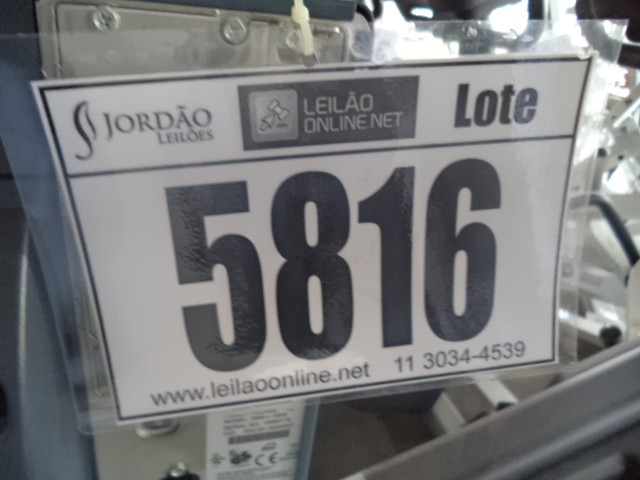 JORDÃO
LEILÕES
LEILÃO
ONLINE.NET
Lote
5816
www.leilaoonline.net 11 3034-4539